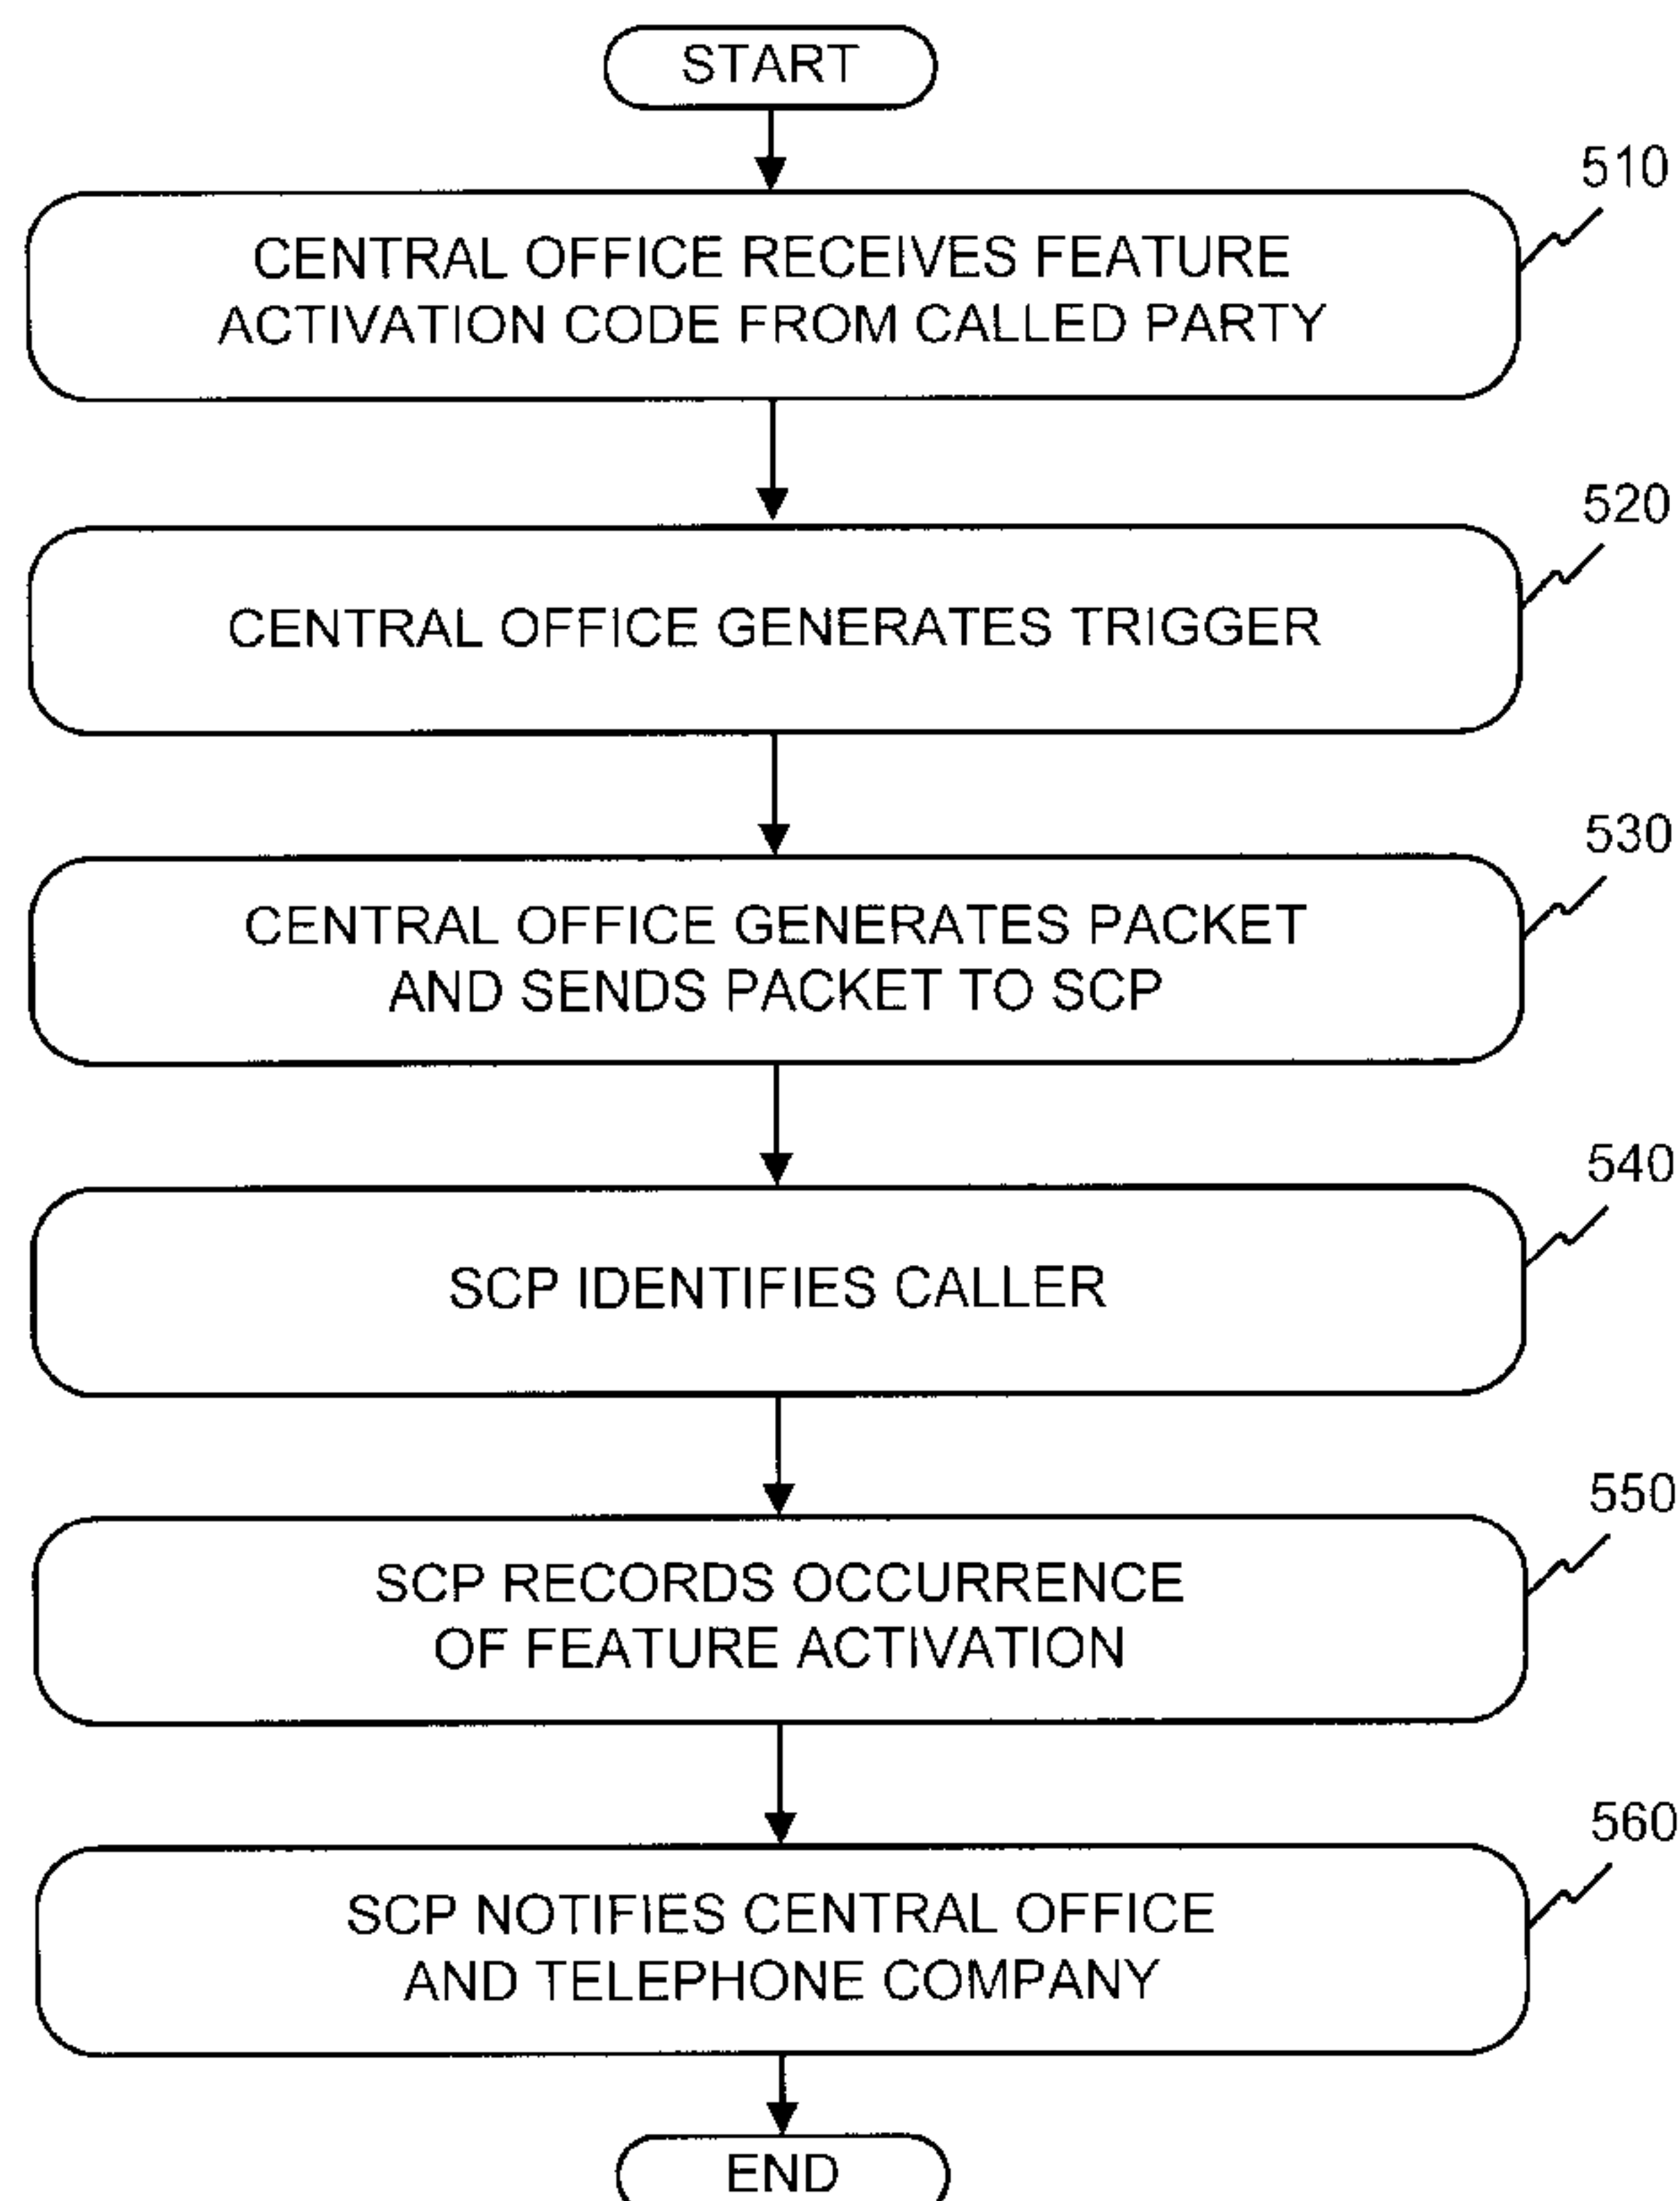 START
510
CENTRAL OFFICE RECEIVES FEATURE
ACTIVATION CODE FROM CALLED PARTY
520
CENTRAL OFFICE GENERATES TRIGGER
530
CENTRAL OFFICE GENERATES PACKET
AND SENDS PACKET TO SCP
540
SCP IDENTIFIES CALLER
550
SCP RECORDS OCCURRENCE
OF FEATURE ACTIVATION
560
SCP NOTIFIES CENTRAL OFFICE
AND TELEPHONE COMPANY
END